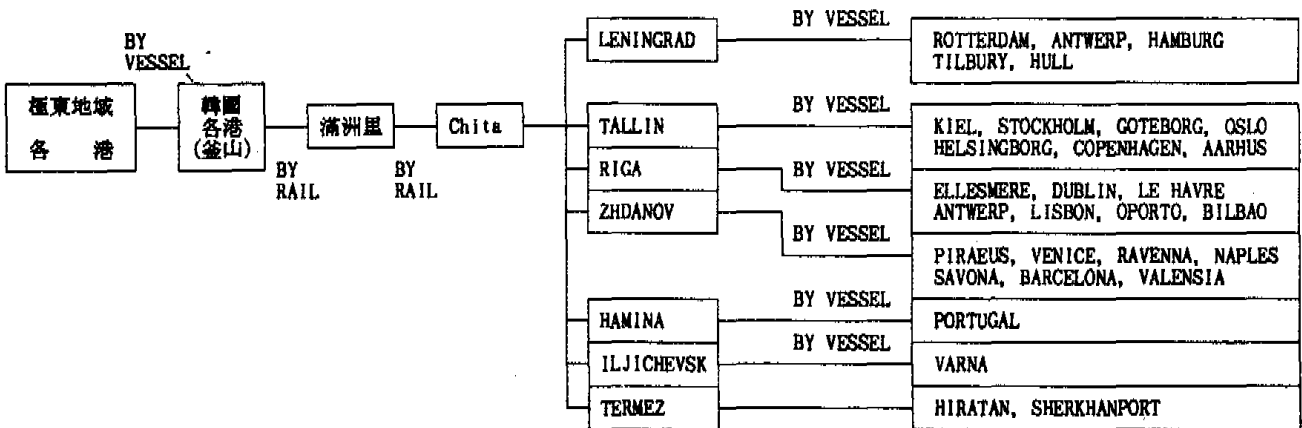 BY
VESSEL
極東地域
各 港
韓國
各港
(釜山)
BY
RAIL
滿洲里
BY
RAIL
Chita
LENINGRAD
BY VESSEL
ROTTERDAM, ANTWERP, HAMBURG
TILBURY, HULL
TALLIN
BY VESSEL
KIEL, STOCKHOLM, GOTEBORG, OSLO
HELSINGBORG, COPENHAGEN, AARHUS
RIGA
BY VESSEL
ELLESMERE, DUBLIN, LE HAVRE
ANTWERP, LISBON, OPORTO, BILBAO
ZHDANOV
BY VESSEL
PIRAEUS, VENICE, RAVENNA, NAPLES
SAVONA, BARCELONA, VALENSIA
HAMINA
BY VESSEL
PORTUGAL
ILJICHEVSK
BY VESSEL
VARNA
TERMEZ
HIRATAN, SHERKHANPORT